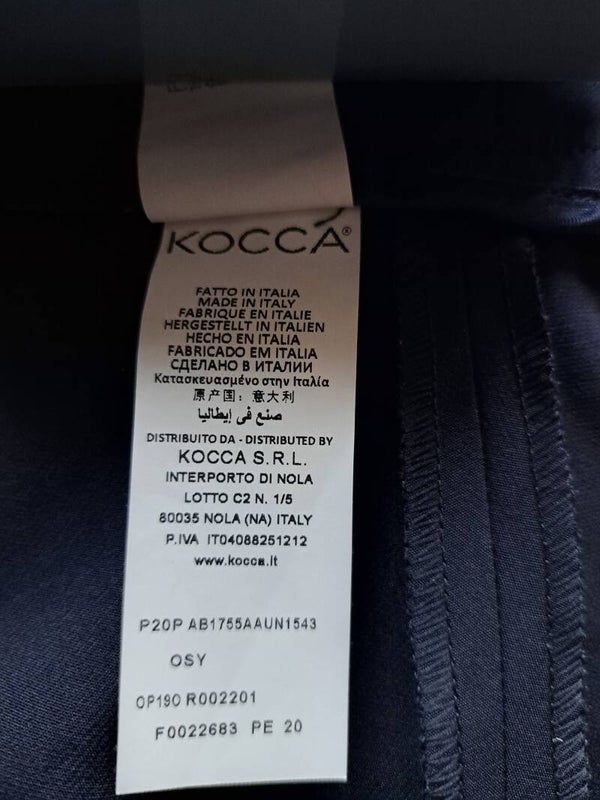 KOCCÁ®
FATTO IN ITALIA
MADE IN ITALY
FABRIQUE EN ITALIE
HERGESTELLT IN ITALIEN
HECHO EN ITALIA
FABRICADO EM ITALIA
СДЕЛАНО В ИТАЛИИ
Κατασκευασμένο στην Ιταλία
原产国：意大利
صنع في إيطاليا
DISTRIBUITO DA - DISTRIBUTED BY
KOCCA S.R.L.
INTERPORTO DI NOLA
LOTTO C2 N. 1/5
80035 NOLA (NA) ITALY
P.IVA IT04088251212
www.kocca.it
P20P AB1755AAUN1543
OSY
OP190 R002201
F0022683 PE 20